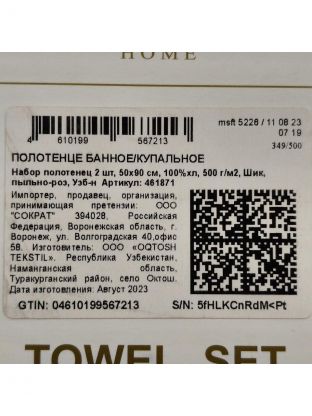 HOME
msft 5226 / 11 08 23
07 19
349/500
4 610199 567213
ПОЛОТЕНЦЕ БАННОЕ/КУПАЛЬНОЕ
Набор полотенец 2 шт, 50х90 см, 100%хл, 500 г/м2, Шик,
пыльно-роз, Узб-н Артикул: 461871
Импортер, продавец, организация,
принимающая претензии: ООО
"СОКРАТ" 394028, Российская
Федерация, Воронежская область, г.
Воронеж, ул Волгоградская 40,офис
5В. Изготовитель: ООО «OQTOSH
TEKSTIL». Республика Узбекистан,
Наманганская область,
Туракурганский район, село Октош.
Дата изготовления: Август 2023
GTIN: 04610199567213 S/N: 5fHLKCnRdM<Pt
TOWEL SET